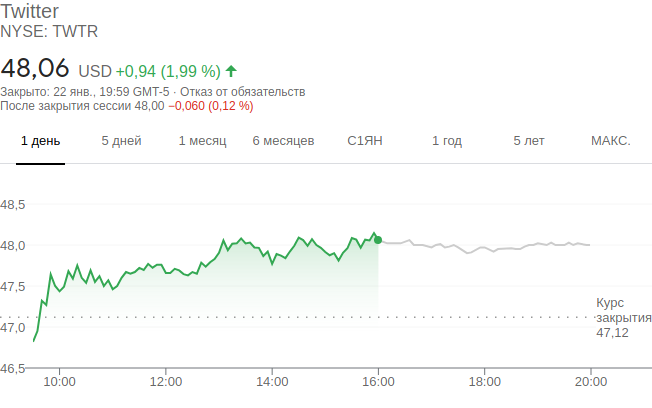 Twitter
NYSE: TWTR
48,06 USD +0,94 (1,99 %)
Закрыто: 22 янв., 19:59 GMT-5 · Отказ от обязательств
После закрытия сессии 48,00 −0,060 (0,12 %)
1 день 5 дней 1 месяц 6 месяцев С1ЯН 1 год 5 лет МАКС.
48,5
48,0
47,5
Курс
закрытия
47,12
47,0
46,5
10:00 12:00 14:00 16:00 18:00 20:00